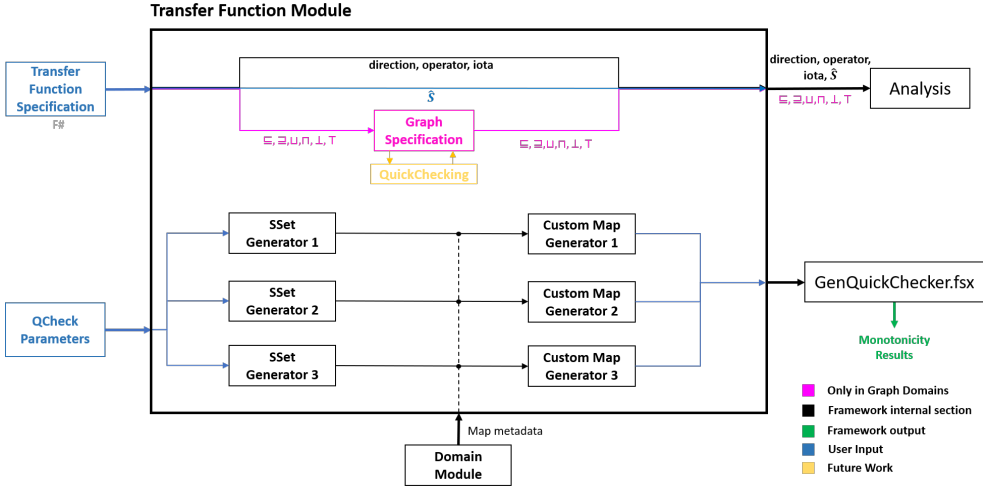 Transfer Function Module
Transfer
Function
Specification
F#
direction, operator, iota
Ŝ
Graph
Specification
⊑, ⊒,⊔,⊓,⊥,⊤
⊑, ⊒,⊔,⊓,⊥,⊤
QuickChecking
direction, operator,
iota, Ŝ
⊑, ⊒,⊔,⊓,⊥,⊤
Analysis
SSet
Generator 1
Custom Map
Generator 1
SSet
Generator 2
Custom Map
Generator 2
SSet
Generator 3
Custom Map
Generator 3
QCheck
Parameters
GenQuickChecker.fsx
Monotonicity
Results
Map metadata
Domain
Module
Only in Graph Domains
Framework internal section
Framework output
User Input
Future Work